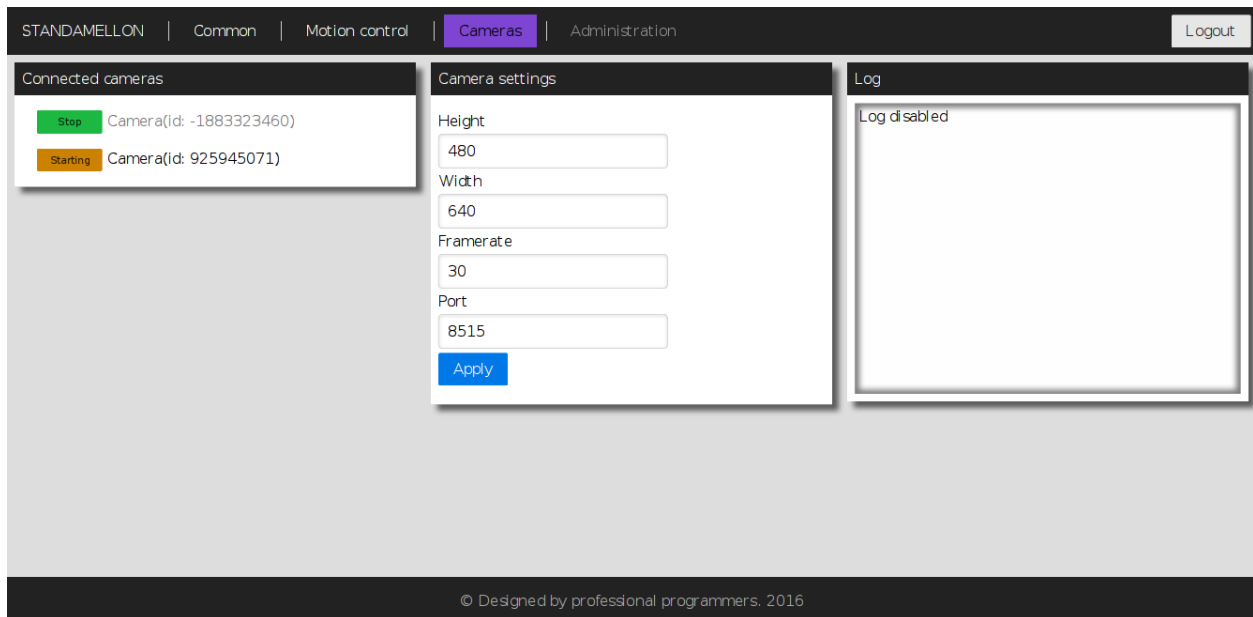 STANDAMELLON | Common | Motion control | Cameras | Administration Logout
Connected cameras
Stop Camera(id: -1883323460)
Starting Camera(id: 925945071)
Camera settings
Height
480
Width
640
Framerate
30
Port
8515
Apply
Log
Log disabled
© Designed by professional programmers. 2016